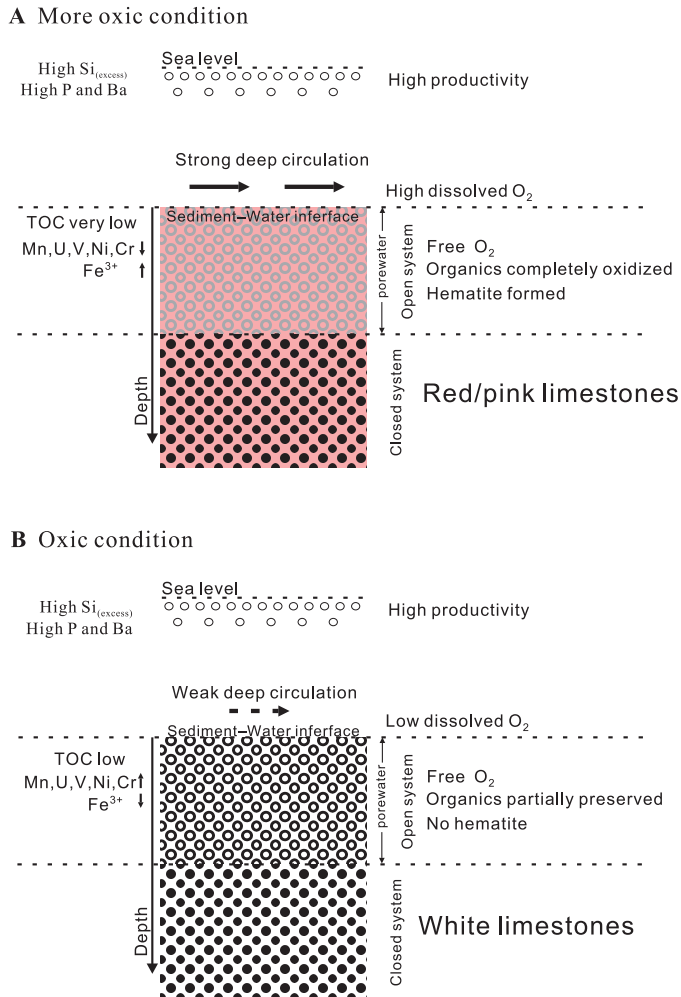 A More oxic condition
Sea level
High Si(excess)
High P and Ba
High productivity
Strong deep circulation
High dissolved O2
Sediment–Water inferface
TOC very low
Mn,U,V,Ni,Cr↓
Fe3+ ↑
Depth
porewater
Open system
Free O2
Organics completely oxidized
Hematite formed
Closed system
Red/pink limestones
B Oxic condition
Sea level
High Si(excess)
High P and Ba
High productivity
Weak deep circulation
Low dissolved O2
Sediment–Water inferface
TOC low
Mn,U,V,Ni,Cr↑
Fe3+ ↓
Depth
porewater
Open system
Free O2
Organics partially preserved
No hematite
Closed system
White limestones